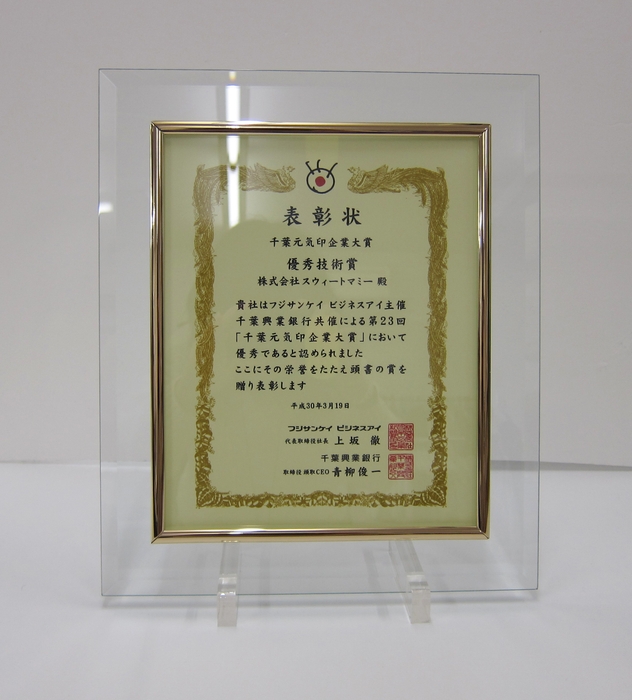 表彰状
千葉元気印企業大賞
優秀技術賞
株式会社スウィートマミー 殿
貴社はフジサンケイ ビジネスアイ主催
千葉興業銀行共催による第23回
「千葉元気印企業大賞」において
優秀であると認められました
ここにその栄誉をたたえ頭書の賞を
贈り表彰します
平成30年3月19日
フジサンケイ ビジネスアイ
代表取締役社長 上坂 徹
千葉興業銀行
取締役頭取CEO 青柳俊一